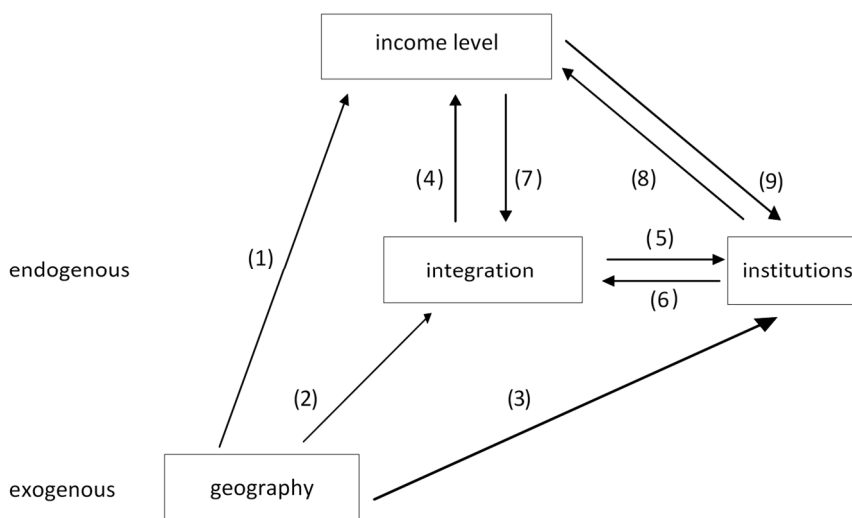 income level
(4)
(7)
(8)
(9)
endogenous
(1)
integration
(5)
(6)
institutions
(2)
(3)
exogenous
geography